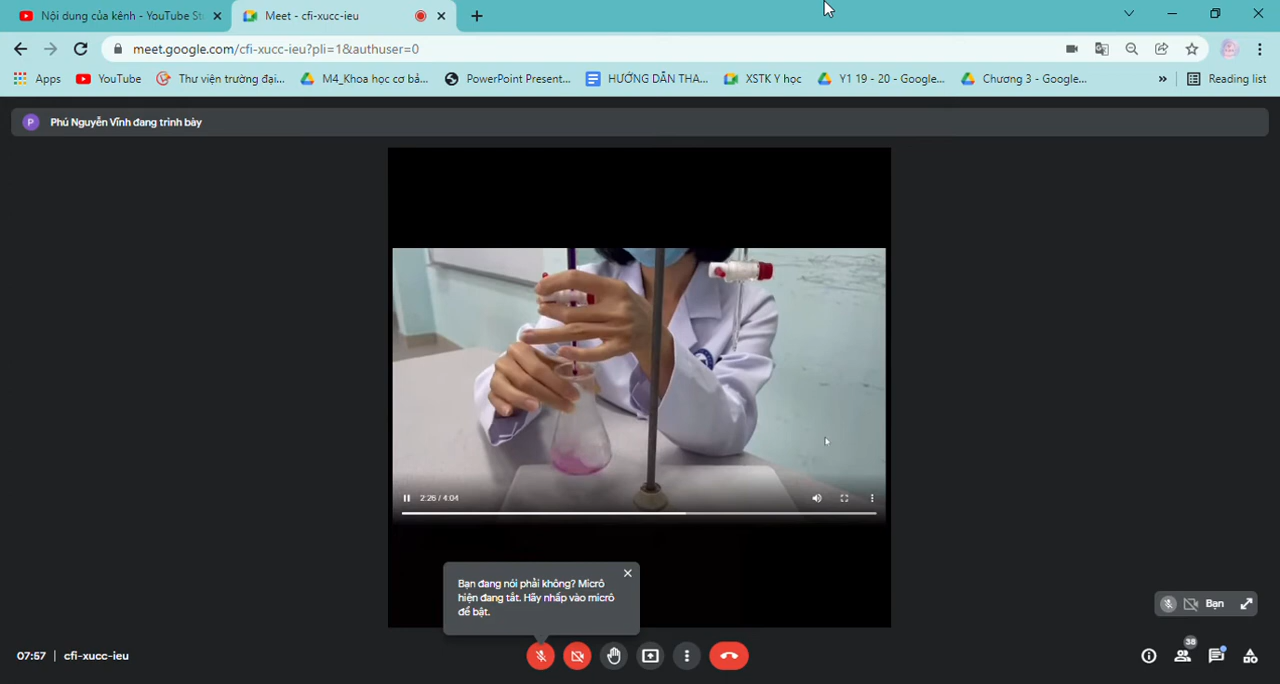 Nội dung của kênh - YouTube St
Meet - cfi-xucc-ieu
meet.google.com/cfi-xucc-ieu?pli=1&authuser=0
Apps
YouTube
Thư viện trường đại...
M4_Khoa học cơ bả...
PowerPoint Present...
HƯỚNG DẪN THA...
XSTK Y học
Y1 19 - 20 - Google...
Chương 3 - Google...
»
Reading list
P
Phú Nguyễn Vĩnh đang trình bày
2:26 / 4:04
Bạn đang nói phải không? Micrô
hiện đang tắt. Hãy nhấp vào micrô
để bật.
Bạn
07:57 | cfi-xucc-ieu
38